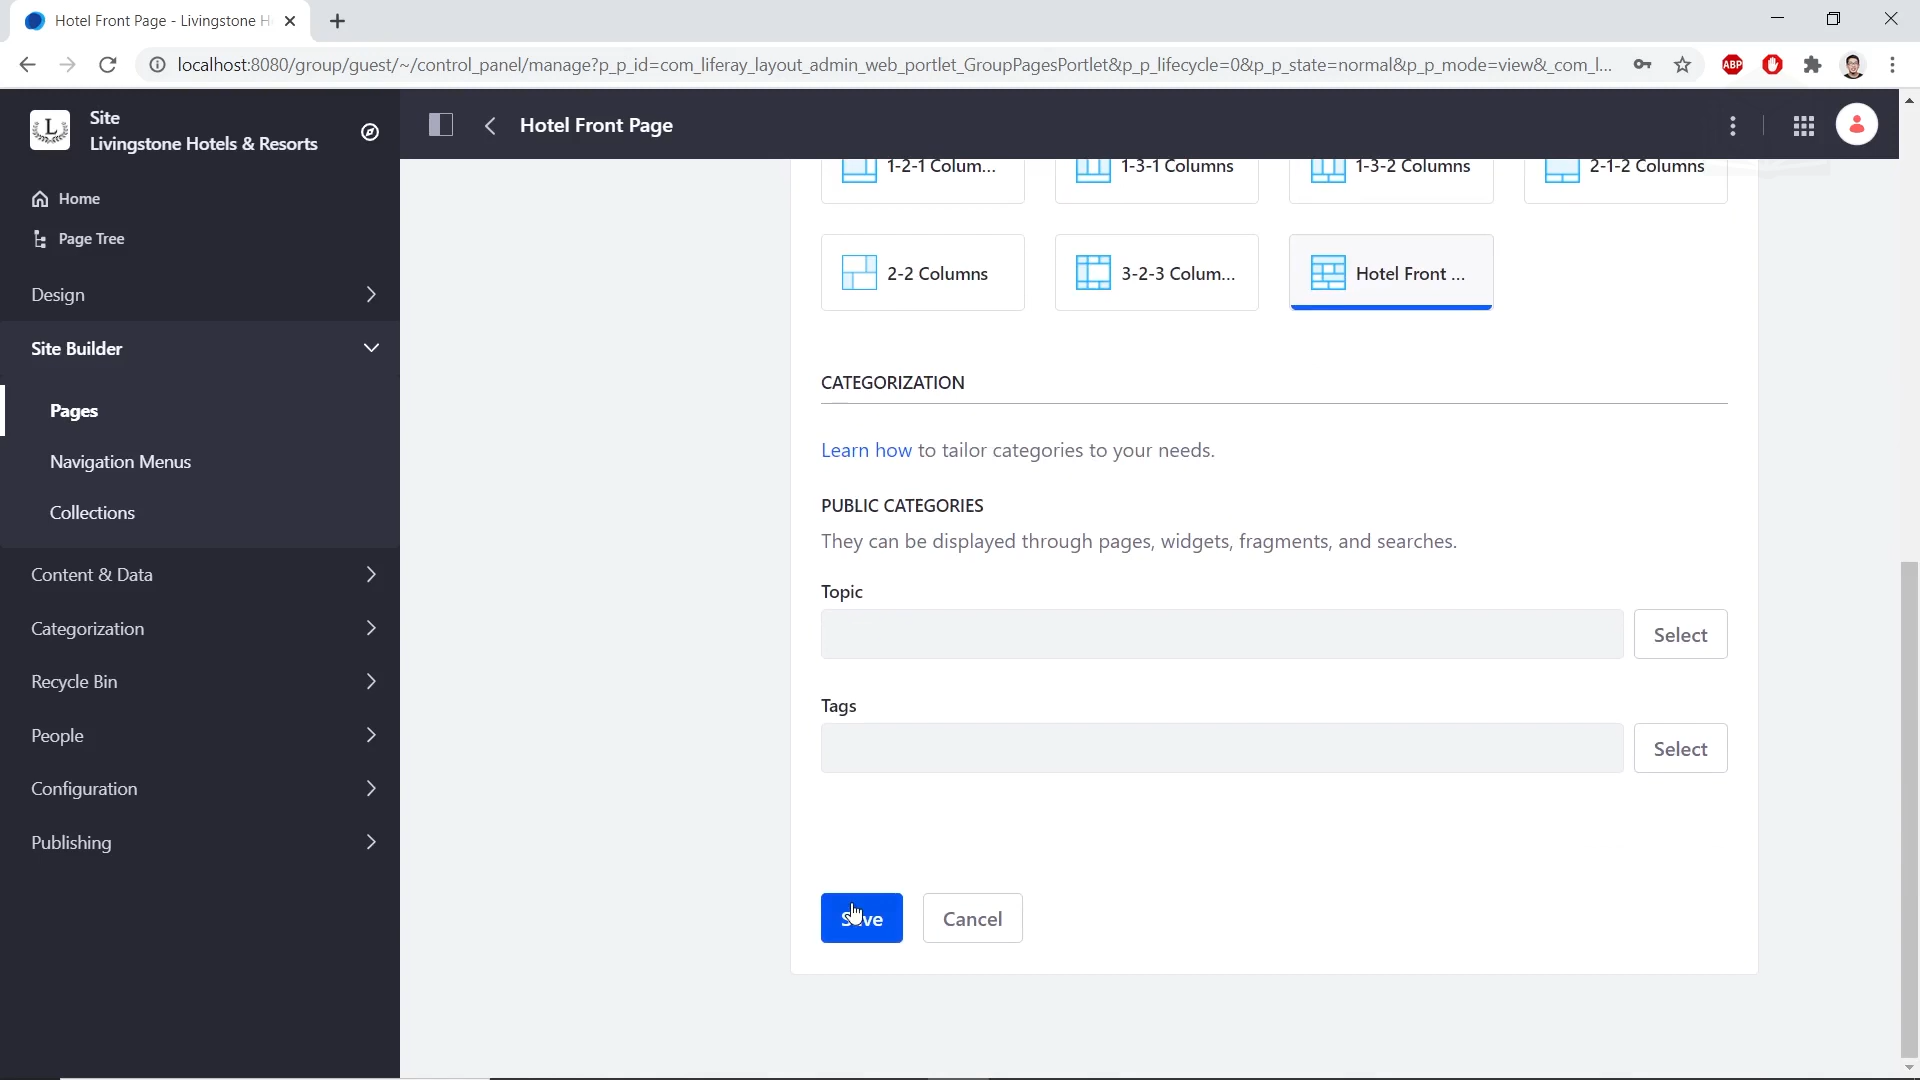 Hotel Front Page - Livingstone H
localhost:8080/group/guest/~/control_panel/manage?p_p_id=com_liferay_layout_admin_web_portlet_GroupPagesPortlet&p_p_lifecycle=0&p_p_state=normal&p_p_mode=view&_com_l...
ABP
L
Site
Livingstone Hotels & Resorts
Hotel Front Page
Home
Page Tree
Design
Site Builder
Pages
Navigation Menus
Collections
Content & Data
Categorization
Recycle Bin
People
Configuration
Publishing
1-2-1 Colum...
1-3-1 Columns
1-3-2 Columns
2-1-2 Columns
2-2 Columns
3-2-3 Colum...
Hotel Front ...
CATEGORIZATION
Learn how to tailor categories to your needs.
PUBLIC CATEGORIES
They can be displayed through pages, widgets, fragments, and searches.
Topic
Select
Tags
Select
Save
Cancel